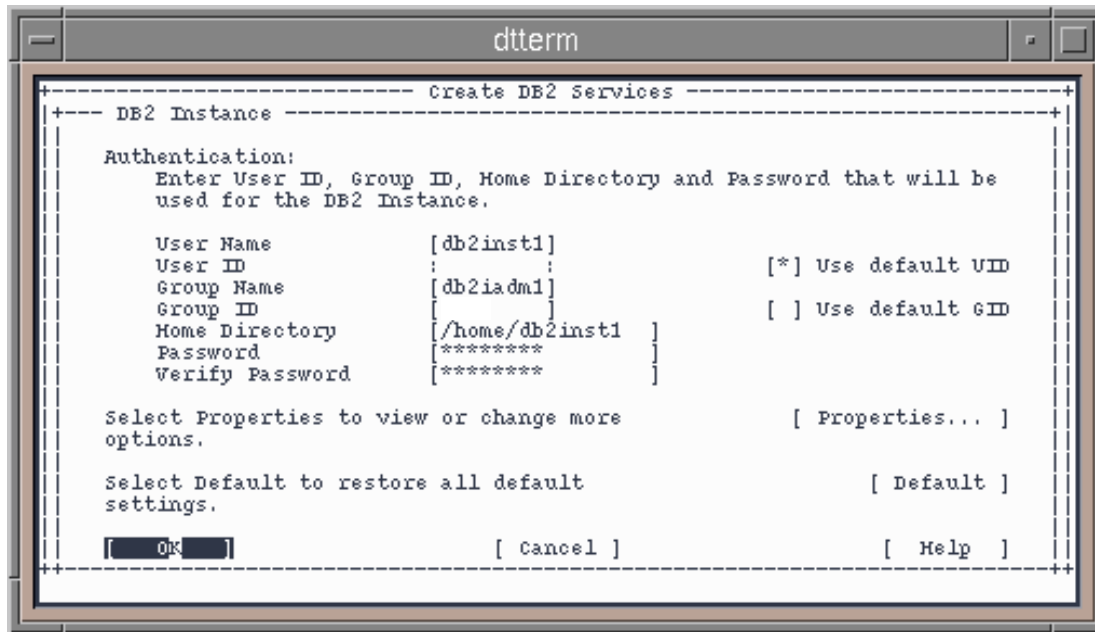 dtterm
Create DB2 Services
DB2 Instance
Authentication:
Enter User ID, Group ID, Home Directory and Password that will be
used for the DB2 Instance.
User Name [db2inst1]
User ID : : [*] Use default UID
Group Name [db2iadm1]
Group ID [ ] [ ] Use default GID
Home Directory [/home/db2inst1 ]
Password [******** ]
Verify Password [******** ]
Select Properties to view or change more [ Properties... ]
options.
Select Default to restore all default [ Default ]
settings.
[ OK ] [ Cancel ] [ Help ]